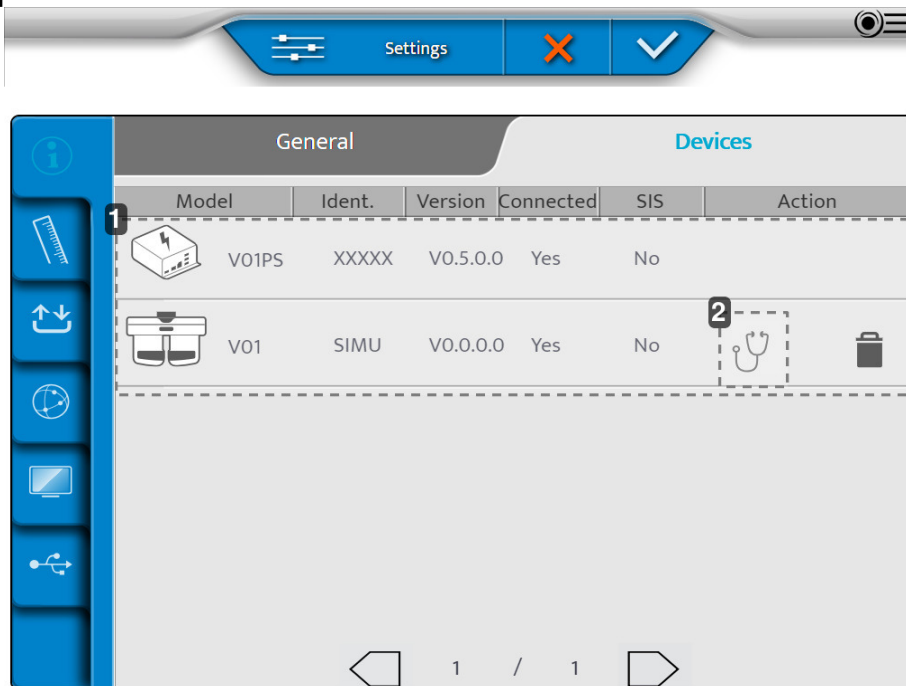 Settings
General Devices
Model Ident. Version Connected SIS Action
1
V01PS XXXXX V0.5.0.0 Yes No
2
V01 SIMU V0.0.0.0 Yes No
1 / 1